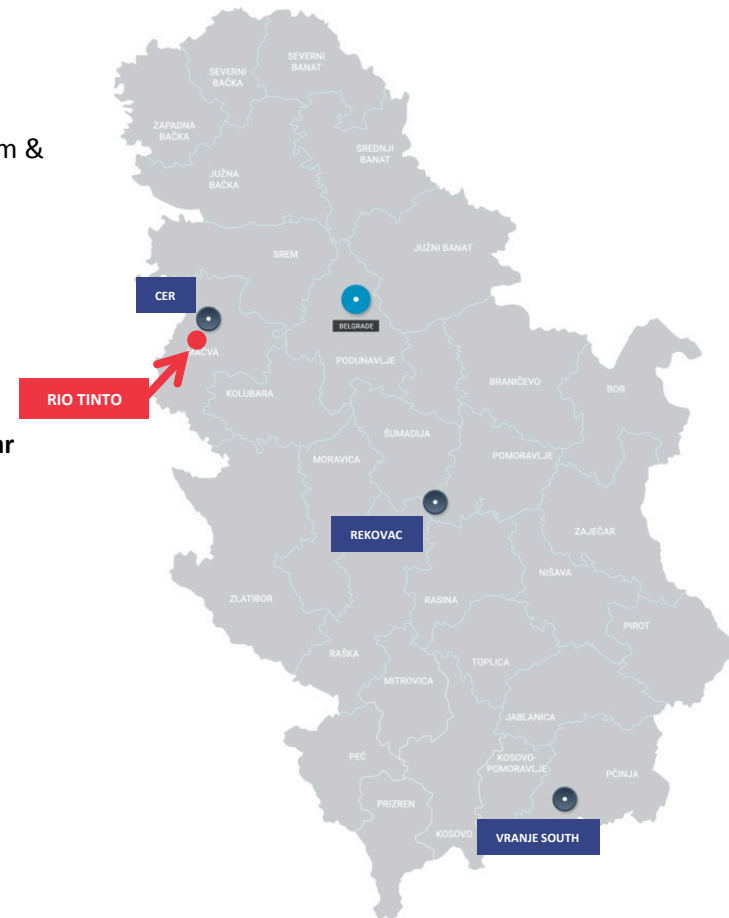 SEVERNI
BANAT
SEVERNI
BAČKA
ZAPADNA
BAČKA
m &
SREDNJI
BANAT
JUŽNA
BAČKA
JUŽNI BANAT
SREM
CER
BELGRADE
MAČVA
PODUNAVLJE
BRANIČEVO
BOR
KOLUBARA
RIO TINTO
ŠUMADIJA
POMORAVLJE
MORAVICA
ZAJEČAR
REKOVAC
NIŠAVA
ZLATIBOR
RASINA
PIROT
RAŠKA
TOPLICA
MITROVICA
JABLANICA
PEĆ
KOSOVO-
POMORAVLJE
PČINJA
PRIZREN
KOSOVO
VRANJE SOUTH